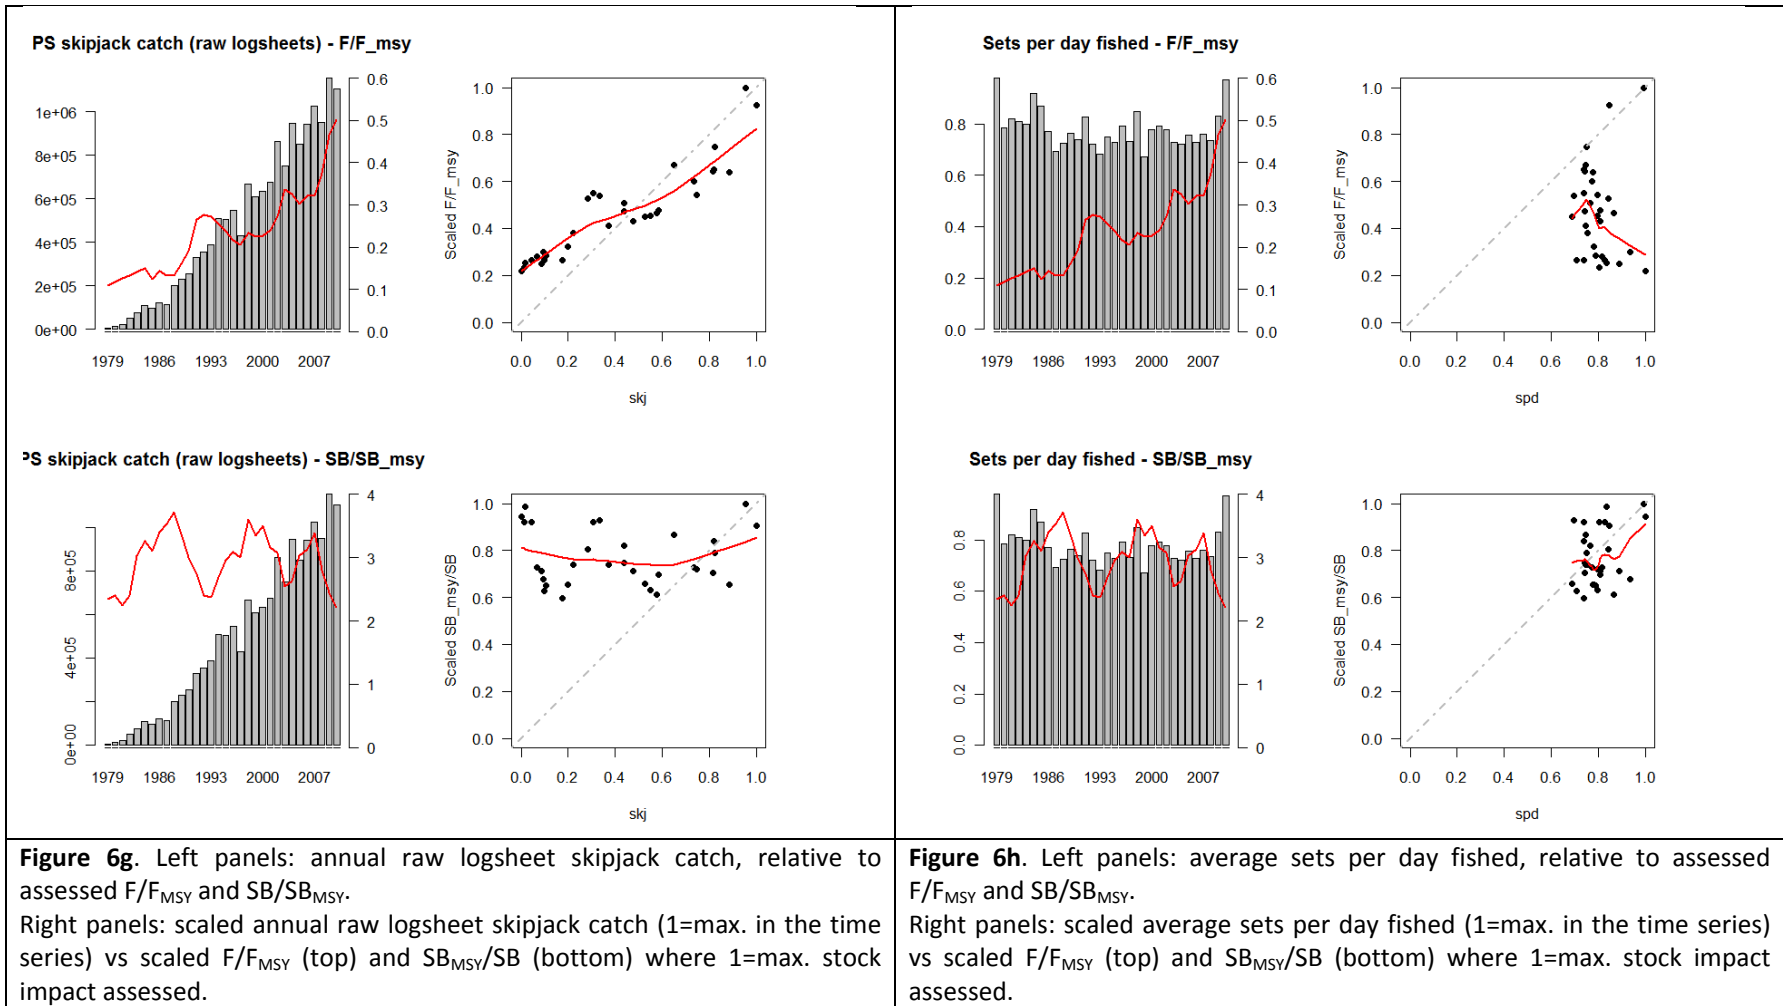 PS skipjack catch (raw logsheets) - F/F_msy
1e+06
8e+05
6e+05
4e+05
2e+05
0e+00
0.6
0.5
0.4
0.3
0.2
0.1
0.0
1979 1986 1993 2000 2007
Scaled F/F_msy
1.0
0.8
0.6
0.4
0.2
0.0
0.0 0.2 0.4 0.6 0.8 1.0
skj
PS skipjack catch (raw logsheets) - SB/SB_msy
8e+05
4e+05
0e+00
4
3
2
1
0
1979 1986 1993 2000 2007
Scaled SB_msy/SB
1.0
0.8
0.6
0.4
0.2
0.0
0.0 0.2 0.4 0.6 0.8 1.0
skj
Figure 6g. Left panels: annual raw logsheet skipjack catch, relative to
assessed F/FMSY and SB/SBMSY.
Right panels: scaled annual raw logsheet skipjack catch (1=max. in the time
series) vs scaled F/FMSY (top) and SBMSY/SB (bottom) where 1=max. stock
impact assessed.
Sets per day fished - F/F_msy
0.8
0.6
0.4
0.2
0.0
0.6
0.5
0.4
0.3
0.2
0.1
0.0
1979 1986 1993 2000 2007
Scaled F/F_msy
1.0
0.8
0.6
0.4
0.2
0.0
0.0 0.2 0.4 0.6 0.8 1.0
spd
Sets per day fished - SB/SB_msy
0.8
0.6
0.4
0.2
0.0
4
3
2
1
0
1979 1986 1993 2000 2007
Scaled SB_msy/SB
1.0
0.8
0.6
0.4
0.2
0.0
0.0 0.2 0.4 0.6 0.8 1.0
spd
Figure 6h. Left panels: average sets per day fished, relative to assessed
F/FMSY and SB/SBMSY.
Right panels: scaled average sets per day fished (1=max. in the time series)
vs scaled F/FMSY (top) and SBMSY/SB (bottom) where 1=max. stock impact
assessed.